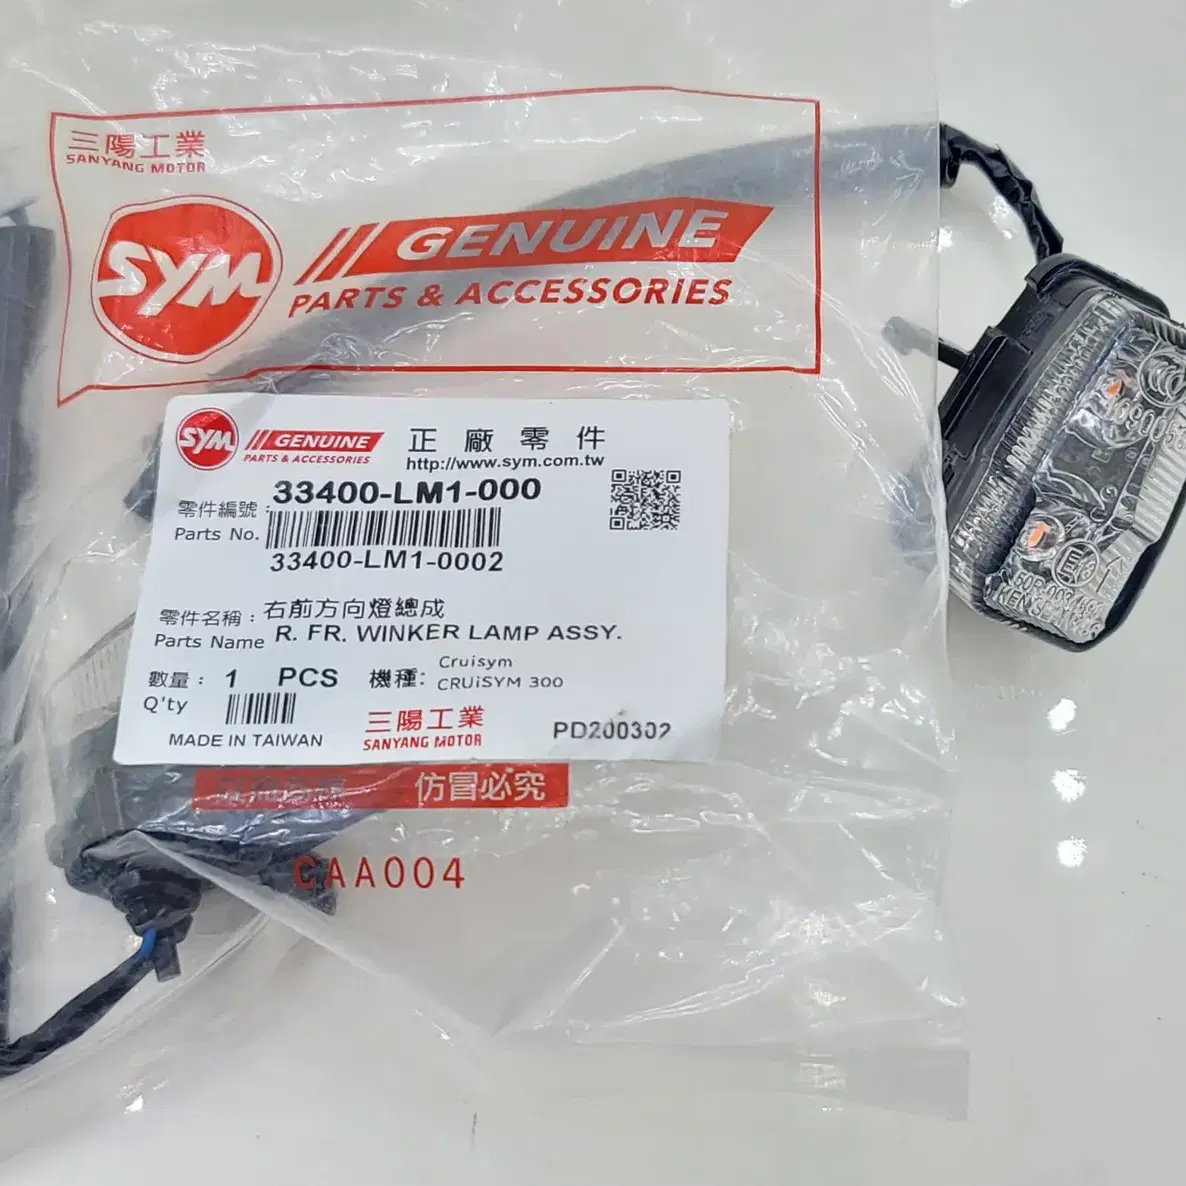 三陽工業
SANYANG MOTOR
SYM
GENUINE
PARTS & ACCESSORIES
SYM GENUINE
PARTS & ACCESSORIES
正廠零件
http://www.sym.com.tw
零件編號: 33400-LM1-000
Parts No.
33400-LM1-0002
零件名稱: 右前方向燈總成
Parts Name R. FR. WINKER LAMP ASSY.
數量: 1 PCS 機種: Cruisym
Q'ty CRUiSYM 300
MADE IN TAIWAN
三陽工業
SANYANG MOTOR
PD200302
仿冒必究
CAA004